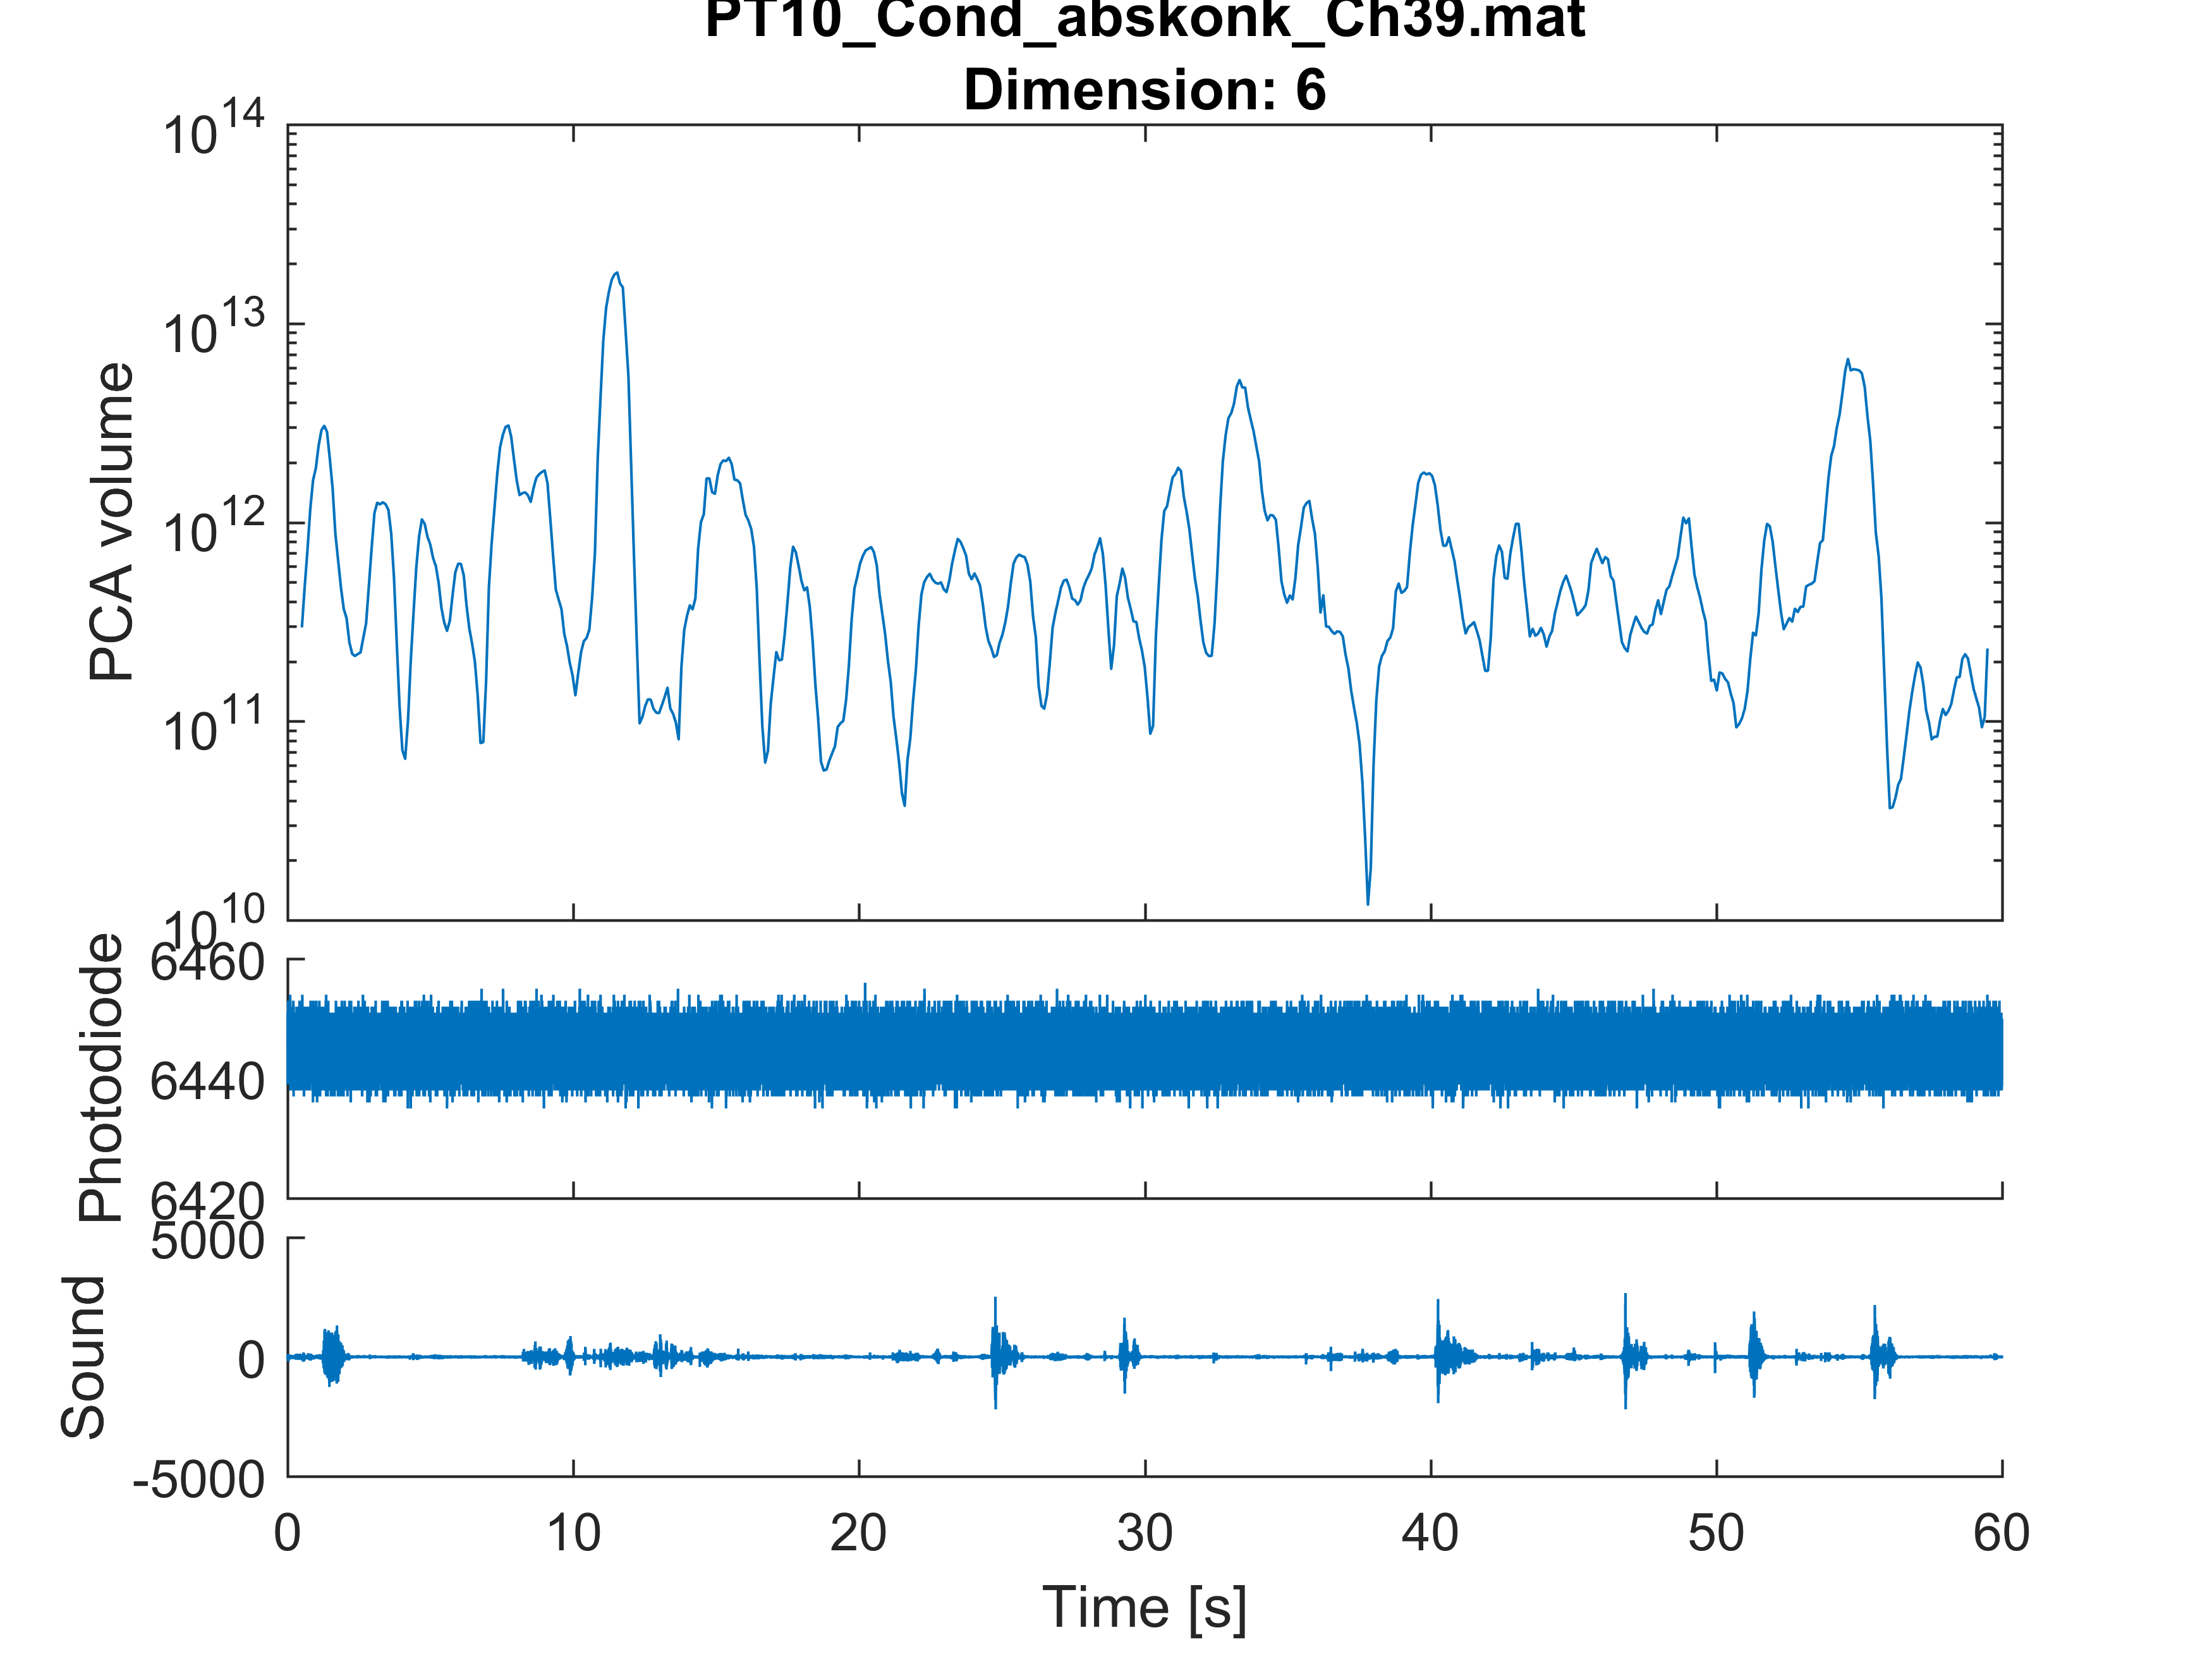 PT10_Cond_abskonk_Ch39.mat
Dimension: 6
10^14
10^13
10^12
10^11
10^10
PCA volume
6460
6440
6420
Photodiode
5000
0
-5000
Sound
0 10 20 30 40 50 60
Time [s]